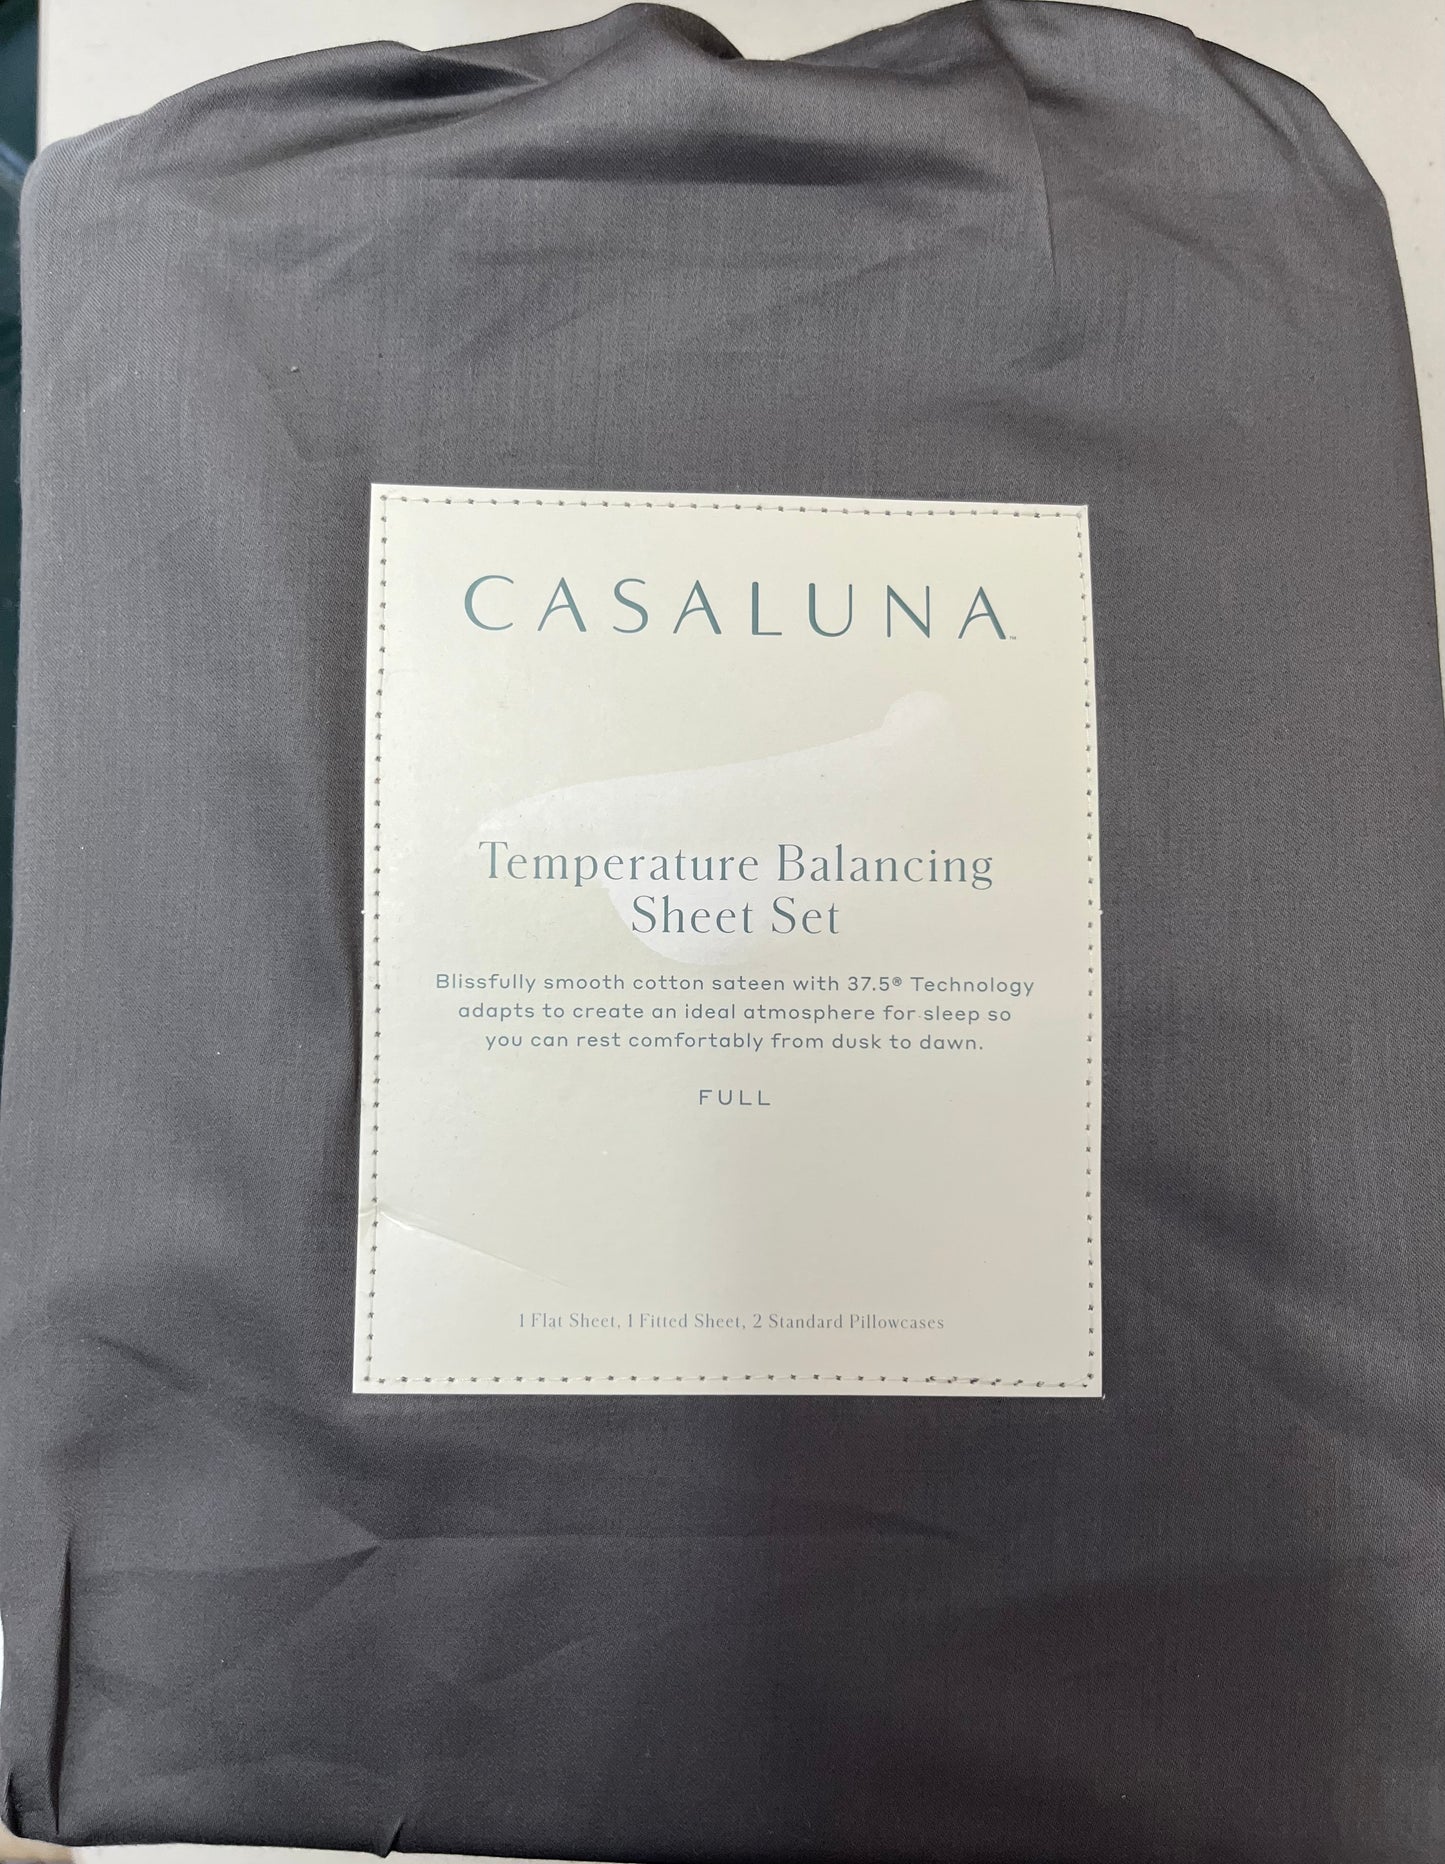 CASALUNA™
Temperature Balancing
Sheet Set
Blissfully smooth cotton sateen with 37.5® Technology
adapts to create an ideal atmosphere for sleep so
you can rest comfortably from dusk to dawn.
FULL
1 Flat Sheet, 1 Fitted Sheet, 2 Standard Pillowcases